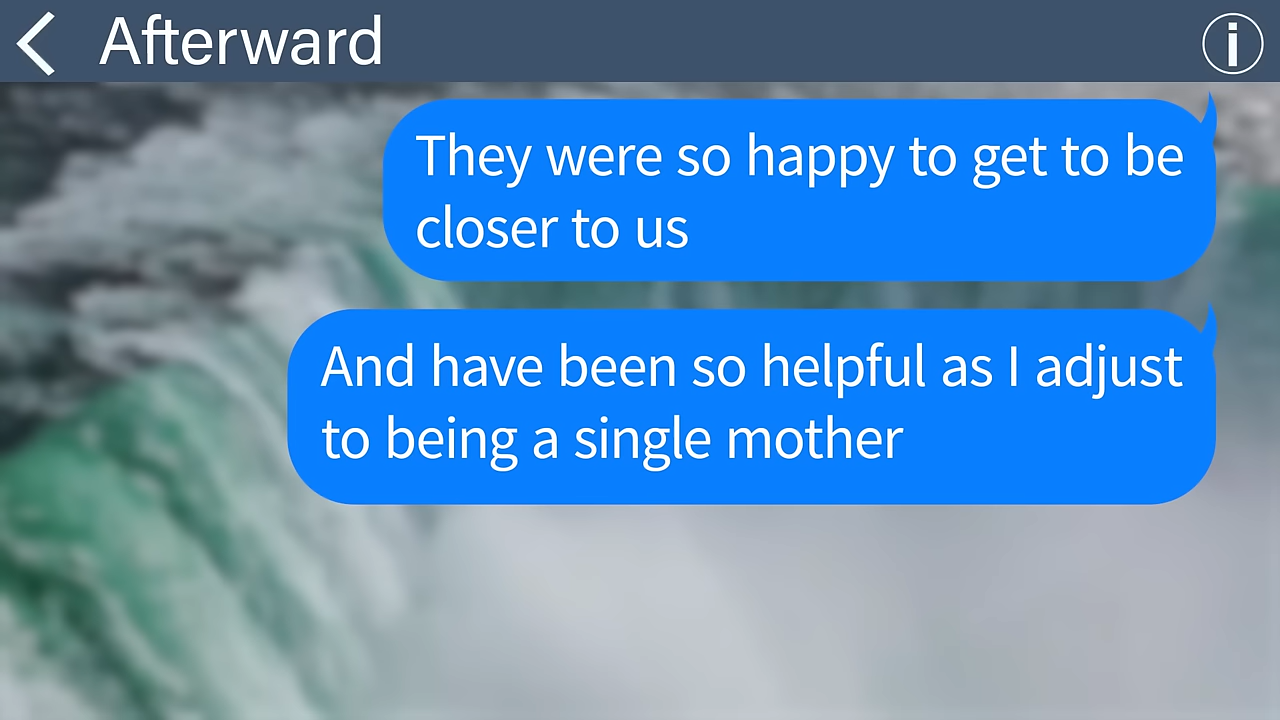 Afterward
They were so happy to get to be
closer to us
And have been so helpful as I adjust
to being a single mother